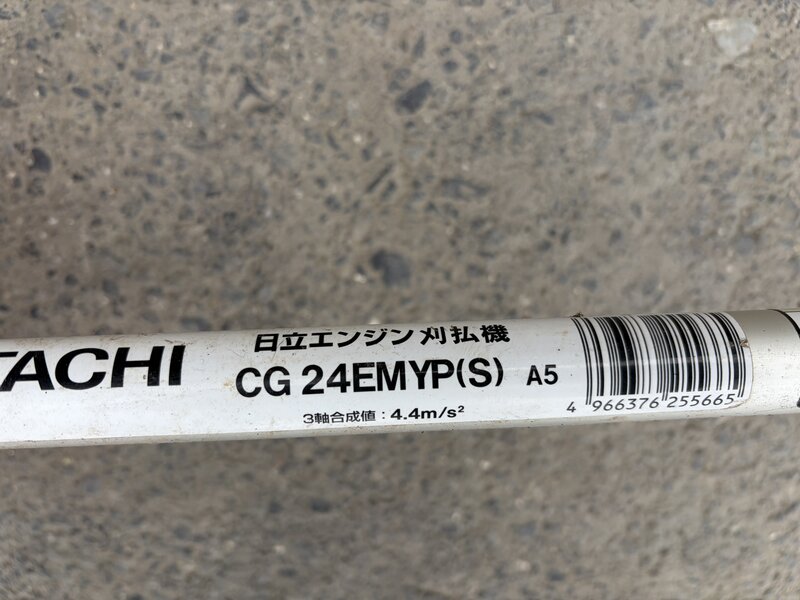 TACHI
日立エンジン刈払機
CG 24EMYP(S) A5
3軸合成値：4.4m/s²
4 966376 255665